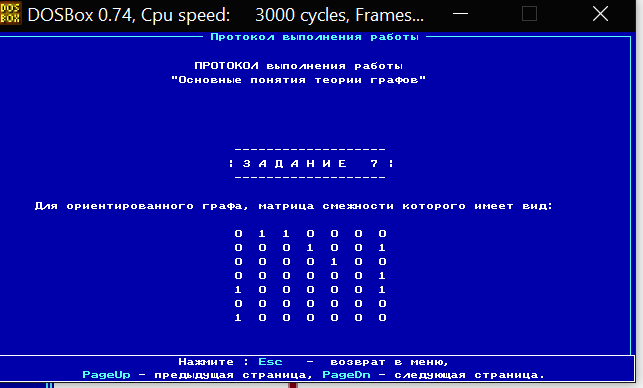 DOSBox 0.74, Cpu speed: 3000 cycles, Frames...
Протокол выполнения работы
ПРОТОКОЛ выполнения работы
"Основные понятия теории графов"
-------------------
! З А Д А Н И Е 7 !
-------------------
Для ориентированного графа, матрица смежности которого имеет вид:
0 1 1 0 0 0 0
0 0 0 1 0 0 1
0 0 0 0 1 0 0
0 0 0 0 0 0 1
1 0 0 0 0 0 1
0 0 0 0 0 0 0
1 0 0 0 0 0 0
Нажмите : Esc - возврат в меню,
PageUp - предыдущая страница, PageDn - следующая страница.